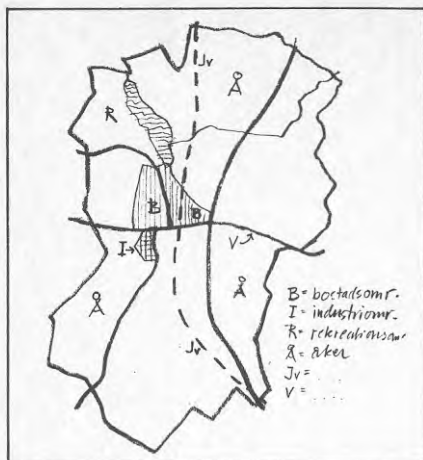 Jv
Å
R
B
B
I
V
Å
Å
Jv
B = bostadsomr.
I = industriomr.
R = rekreationsomr.
Å = åker
Jv = ....
V = ....